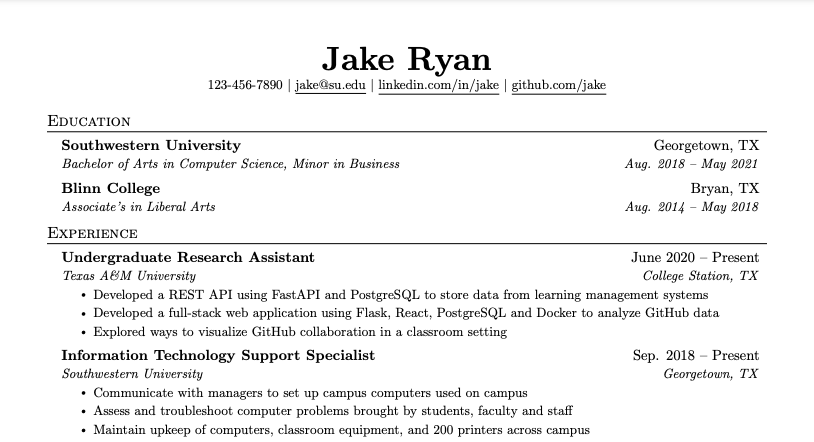 Jake Ryan
123-456-7890 | jake@su.edu | linkedin.com/in/jake | github.com/jake
Education
Southwestern University Georgetown, TX
Bachelor of Arts in Computer Science, Minor in Business Aug. 2018 – May 2021
Blinn College Bryan, TX
Associate's in Liberal Arts Aug. 2014 – May 2018
Experience
Undergraduate Research Assistant June 2020 – Present
Texas A&M University College Station, TX
• Developed a REST API using FastAPI and PostgreSQL to store data from learning management systems
• Developed a full-stack web application using Flask, React, PostgreSQL and Docker to analyze GitHub data
• Explored ways to visualize GitHub collaboration in a classroom setting
Information Technology Support Specialist Sep. 2018 – Present
Southwestern University Georgetown, TX
• Communicate with managers to set up campus computers used on campus
• Assess and troubleshoot computer problems brought by students, faculty and staff
• Maintain upkeep of computers, classroom equipment, and 200 printers across campus